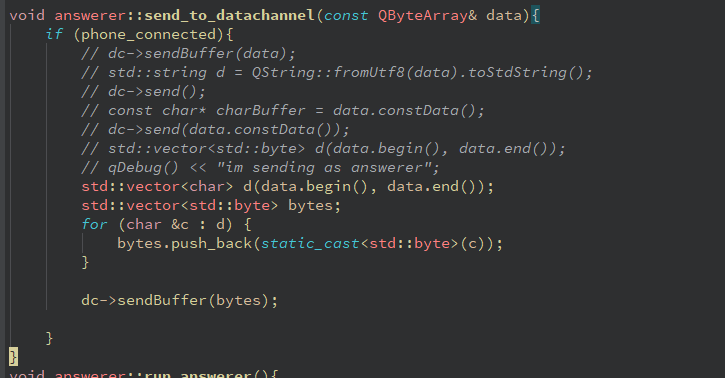 void answerer::send_to_datachannel(const QByteArray& data){
    if (phone_connected){
        // dc->sendBuffer(data);
        // std::string d = QString::fromUtf8(data).toStdString();
        // dc->send();
        // const char* charBuffer = data.constData();
        // dc->send(data.constData());
        // std::vector<std::byte> d(data.begin(), data.end());
        // qDebug() << "im sending as answerer";
        std::vector<char> d(data.begin(), data.end());
        std::vector<std::byte> bytes;
        for (char &c : d) {
            bytes.push_back(static_cast<std::byte>(c));
        }
        dc->sendBuffer(bytes);
    }
}
void answerer::run_answerer(){